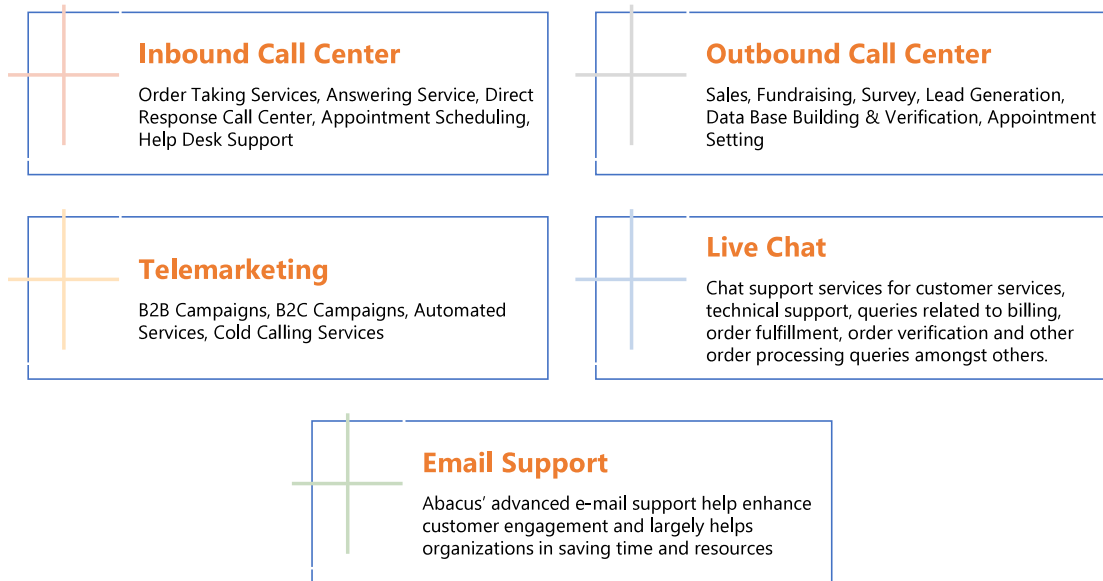 Inbound Call Center
Order Taking Services, Answering Service, Direct
Response Call Center, Appointment Scheduling,
Help Desk Support
Outbound Call Center
Sales, Fundraising, Survey, Lead Generation,
Data Base Building & Verification, Appointment
Setting
Telemarketing
B2B Campaigns, B2C Campaigns, Automated
Services, Cold Calling Services
Live Chat
Chat support services for customer services,
technical support, queries related to billing,
order fulfillment, order verification and other
order processing queries amongst others.
Email Support
Abacus’ advanced e-mail support help enhance
customer engagement and largely helps
organizations in saving time and resources